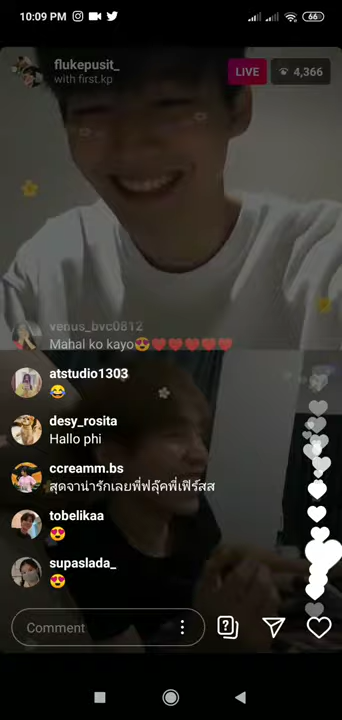 10:09 PM
66
flukepusit_
with first.kp
LIVE
4,366
venus_bvc0812
Mahal ko kayo😍❤️❤️❤️❤️❤️
atstudio1303
😂
desy_rosita
Hallo phi
ccreamm.bs
สุดจาน่ารักเลยพี่ฟลุ๊คพี่เฟิร์สส
tobelikaa
😍
supaslada_
😍
Comment